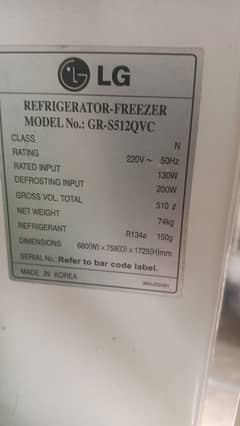 LG
REFRIGERATOR-FREEZER
MODEL No.: GR-S512QVC
CLASS N
RATING 220V~ 50Hz
RATED INPUT 130W
DEFROSTING INPUT 200W
GROSS VOL. TOTAL 510 ℓ
NET WEIGHT 74kg
REFRIGERANT R134a 150g
DIMENSIONS 680(W) × 758(D) × 1725(H)mm
SERIAL No.: Refer to bar code label.
MADE IN KOREA